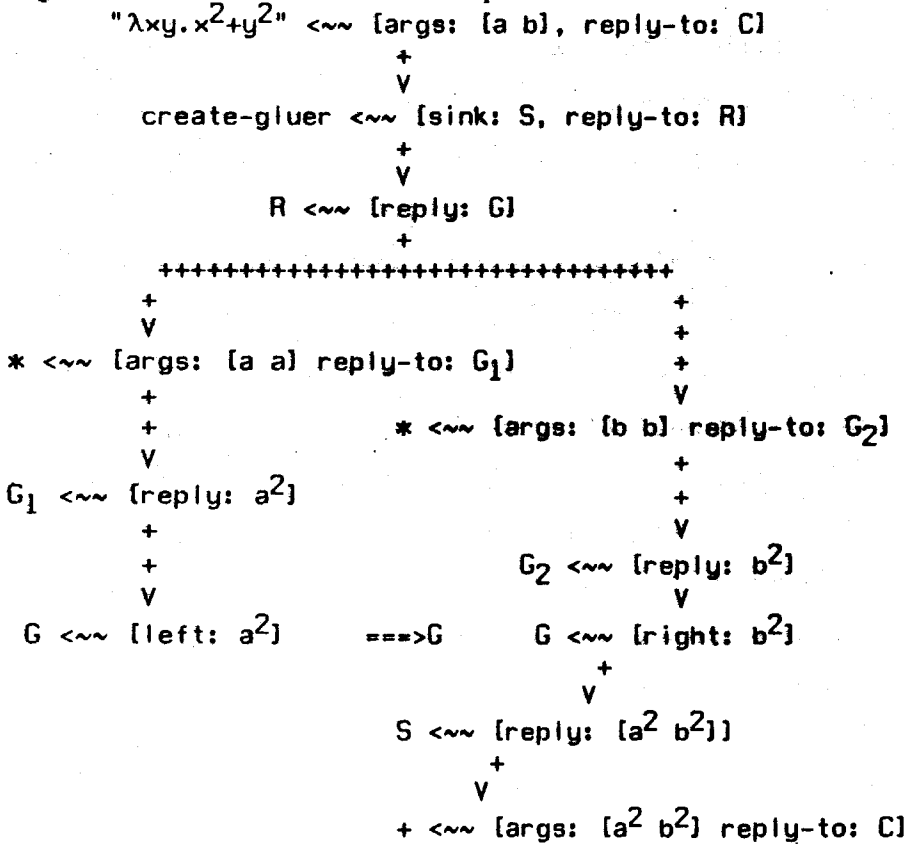 "λxy.x²+y²" <~~ [args: [a b], reply-to: C]
+
V
create-gluer <~~ [sink: S, reply-to: R]
+
V
R <~~ [reply: G]
+
++++++++++++++++++++++++++++++++
+ +
V +
* <~~ [args: [a a] reply-to: G₁] +
+ V
+ * <~~ [args: [b b] reply-to: G₂]
V +
G₁ <~~ [reply: a²] +
+ V
+ G₂ <~~ [reply: b²]
V V
G <~~ [left: a²] ===>G G <~~ [right: b²]
+
V
S <~~ [reply: [a² b²]]
+
V
+ <~~ [args: [a² b²] reply-to: C]